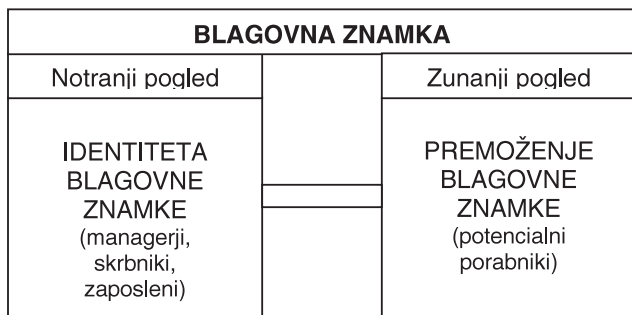 BLAGOVNA ZNAMKA
Notranji pogled
Zunanji pogled
IDENTITETA
BLAGOVNE
ZNAMKE
(managerji,
skrbniki,
zaposleni)
PREMOŽENJE
BLAGOVNE
ZNAMKE
(potencialni
porabniki)